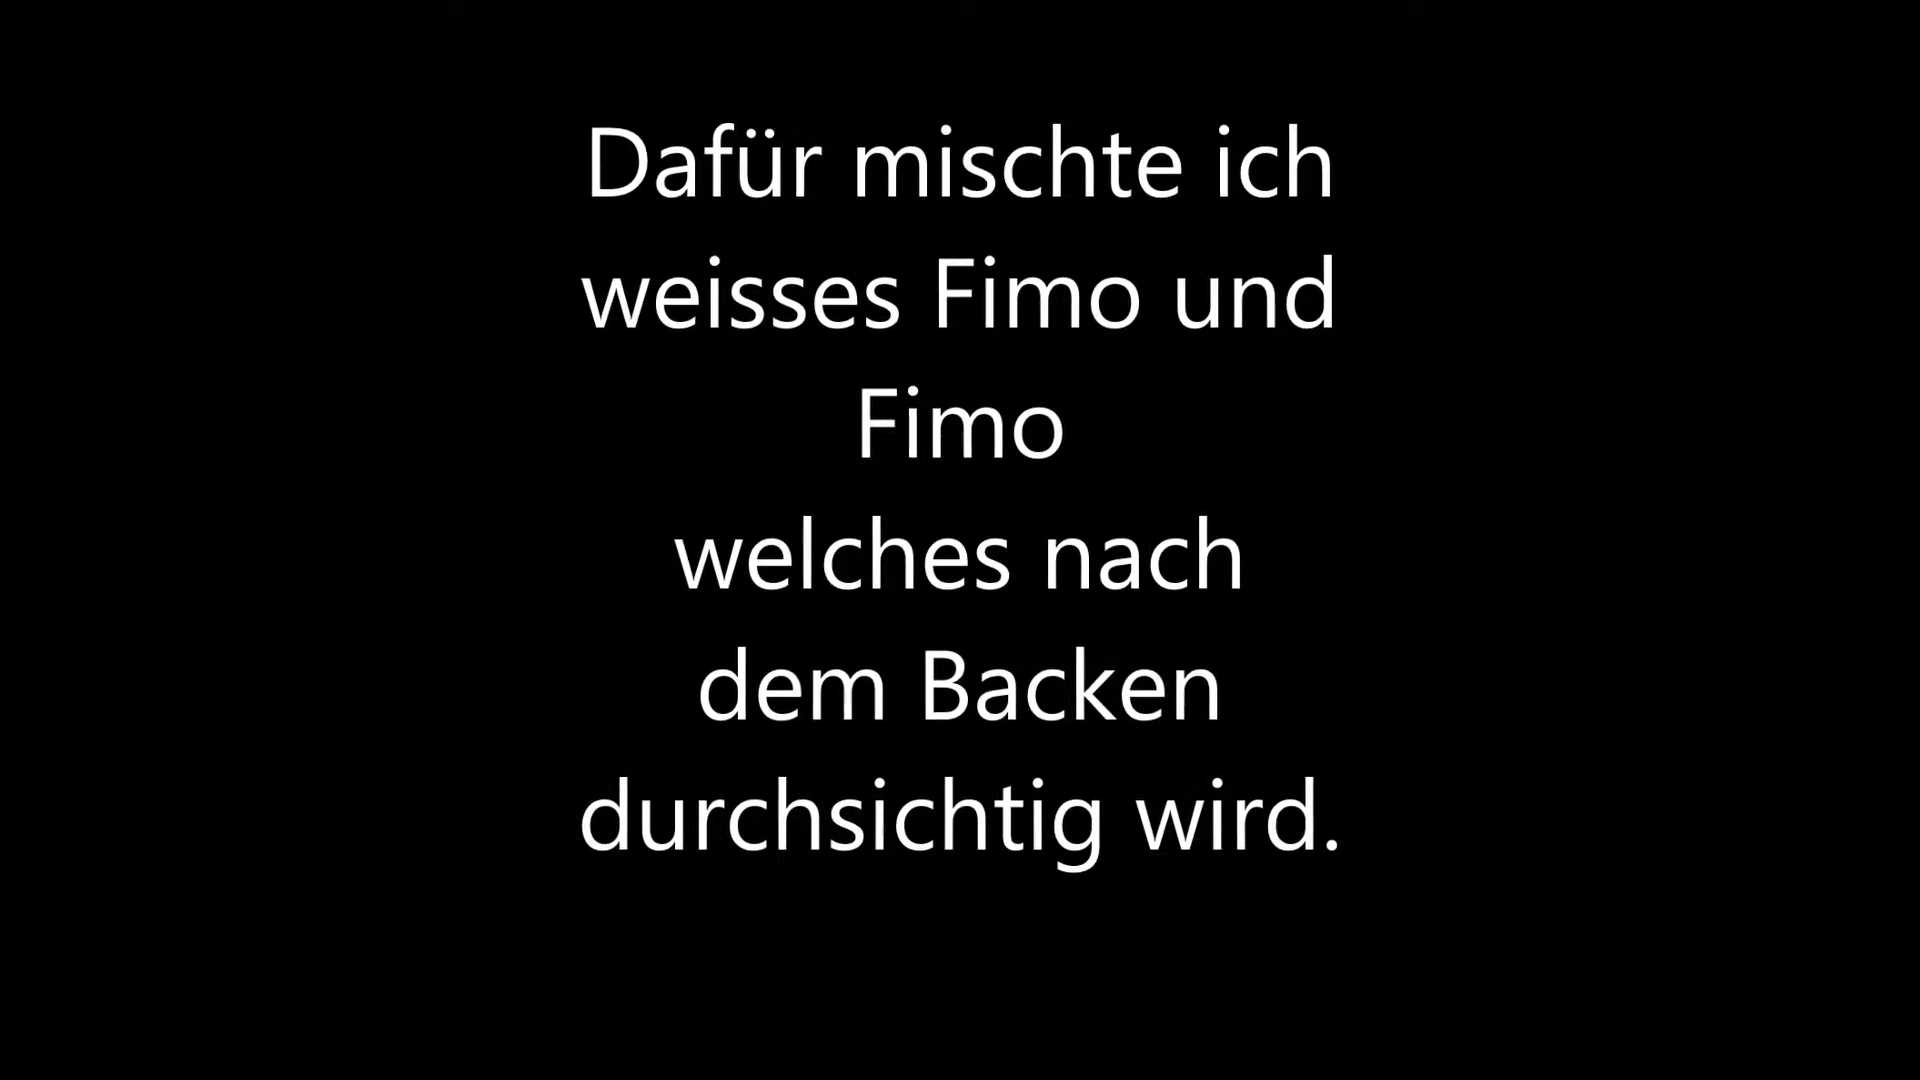 Dafür mischte ich
weisses Fimo und
Fimo
welches nach
dem Backen
durchsichtig wird.